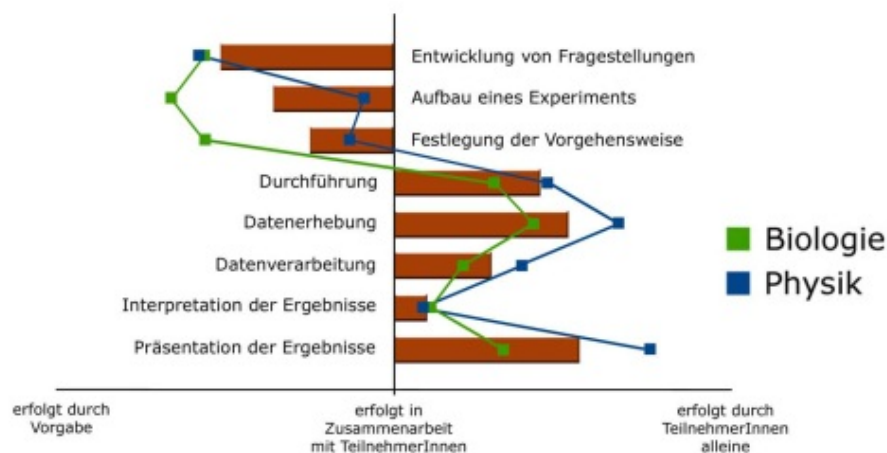 Entwicklung von Fragestellungen
Aufbau eines Experiments
Festlegung der Vorgehensweise
Durchführung
Datenerhebung
Datenverarbeitung
Interpretation der Ergebnisse
Präsentation der Ergebnisse
Biologie
Physik
erfolgt durch
Vorgabe
erfolgt in
Zusammenarbeit
mit TeilnehmerInnen
erfolgt durch
TeilnehmerInnen
alleine